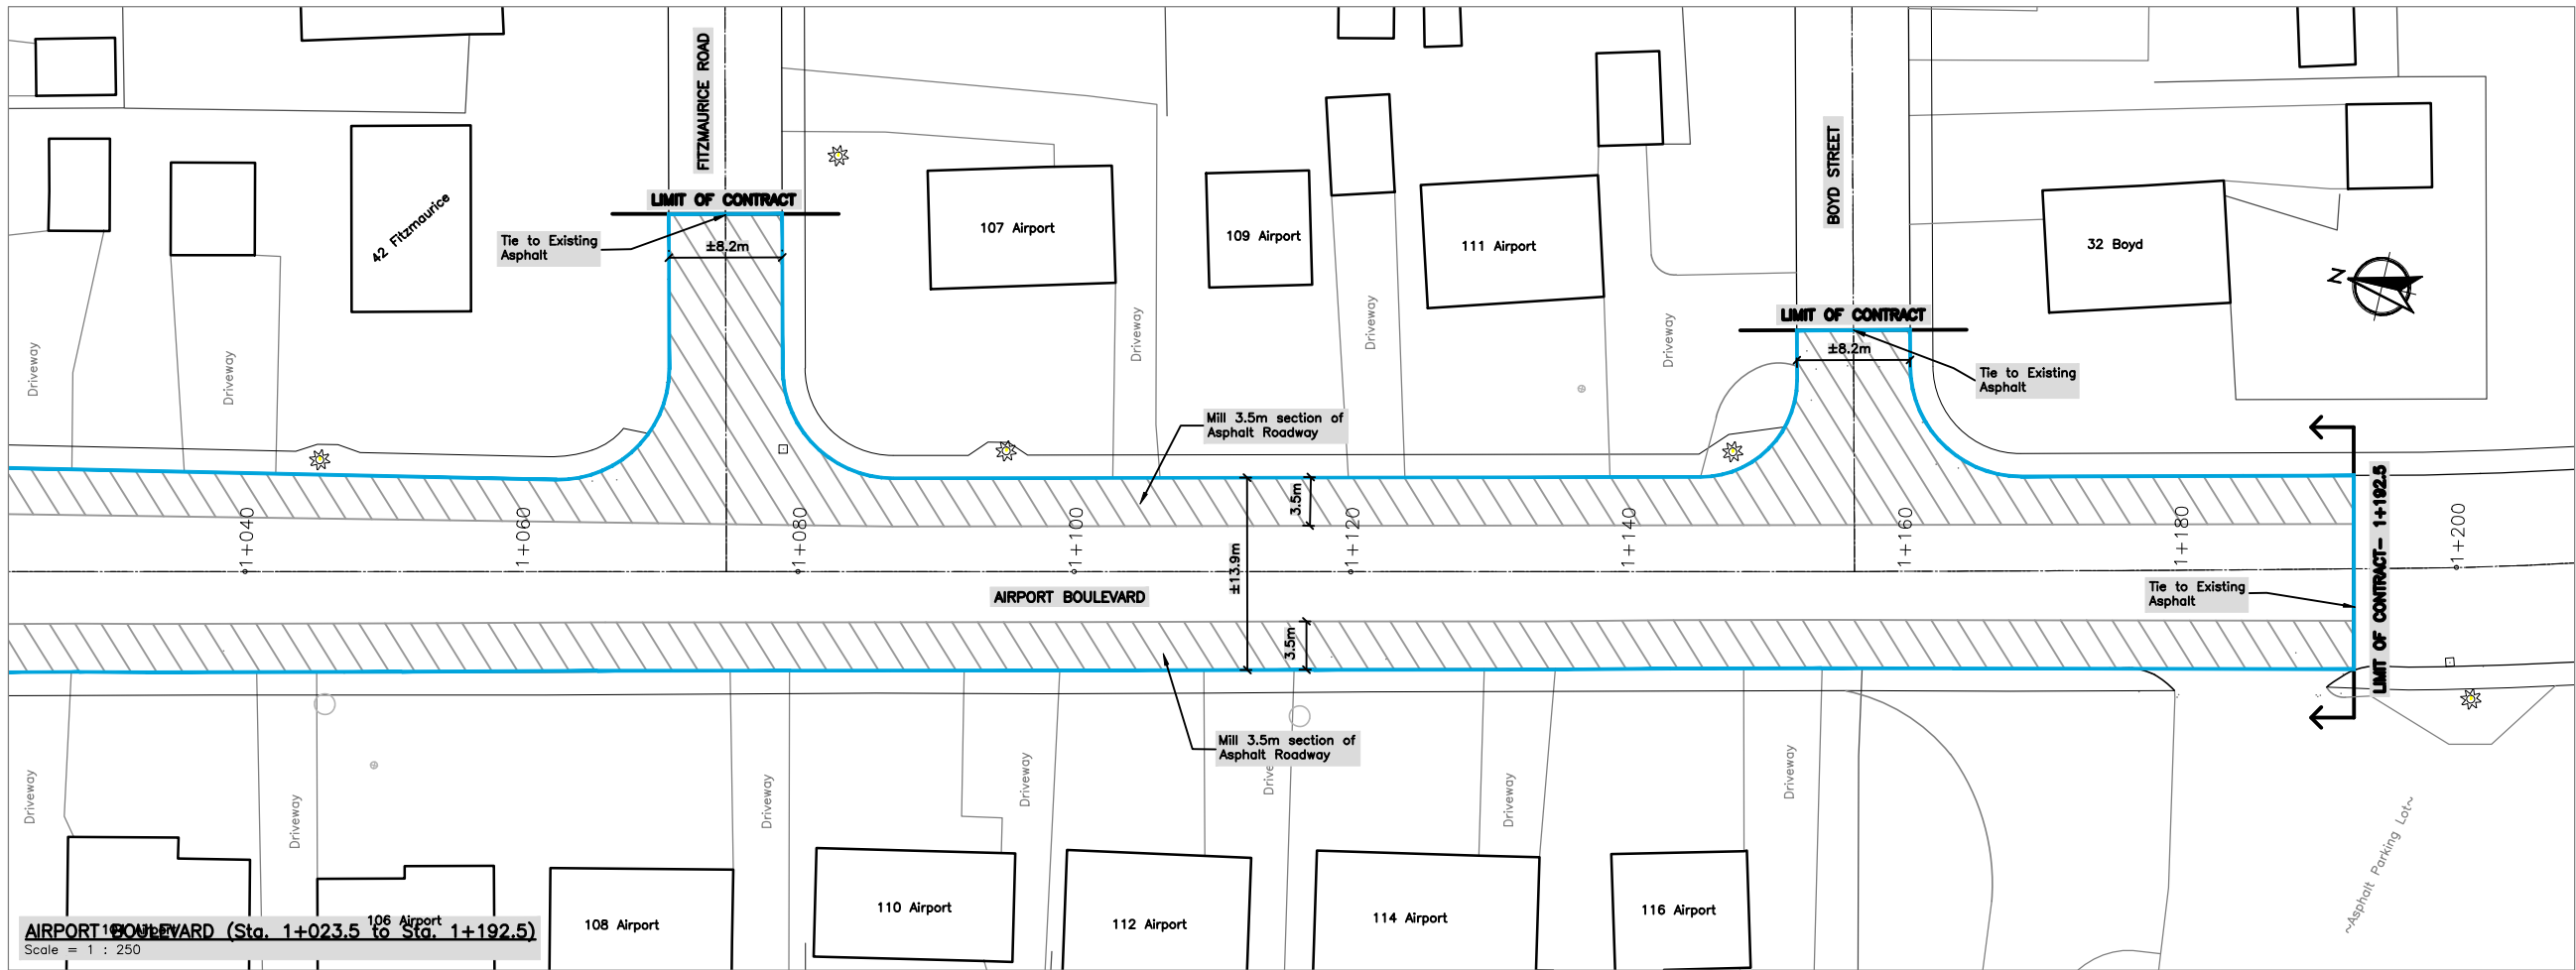 FITZMAURICE ROAD
BOYD STREET
LIMIT OF CONTRACT
42 Fitzmaurice
Tie to Existing
Asphalt
±8.2m
107 Airport
109 Airport
111 Airport
32 Boyd
N
LIMIT OF CONTRACT
±8.2m
Tie to Existing
Asphalt
Driveway
Driveway
Driveway
Driveway
Driveway
Mill 3.5m section of
Asphalt Roadway
3.5m
1+040
1+060
1+080
1+100
1+120
1+140
1+160
1+180
1+200
LIMIT OF CONTRACT- 1+192.5
±13.9m
AIRPORT BOULEVARD
Tie to Existing
Asphalt
3.5m
Mill 3.5m section of
Asphalt Roadway
Driveway
Driveway
Driveway
Driveway
Drive
Driveway
Driveway
~Asphalt Parking Lot~
106 Airport
108 Airport
110 Airport
112 Airport
114 Airport
116 Airport
AIRPORT BOULEVARD (Sta. 1+023.5 to Sta. 1+192.5)
Scale = 1 : 250